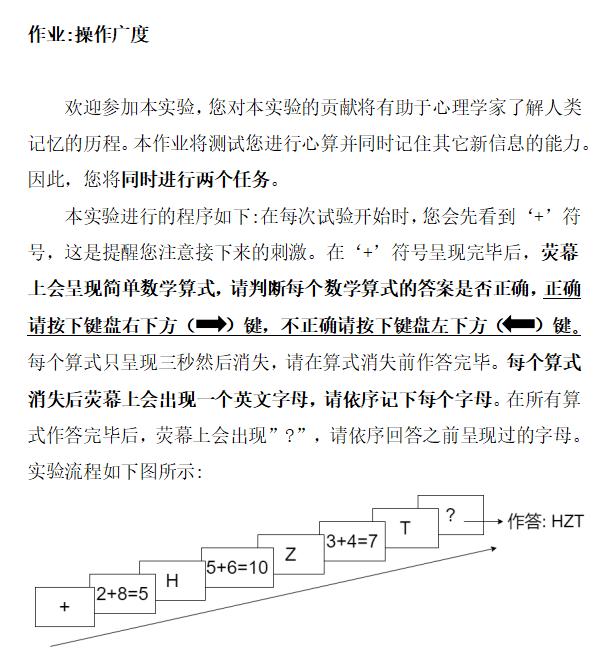 作业:操作广度
欢迎参加本实验,您对本实验的贡献将有助于心理学家了解人类
记忆的历程。本作业将测试您进行心算并同时记住其它新信息的能力。
因此,您将同时进行两个任务。
本实验进行的程序如下:在每次试验开始时,您会先看到‘+’符
号,这是提醒您注意接下来的刺激。在‘+’符号呈现完毕后,荧幕
上会呈现简单数学算式,请判断每个数学算式的答案是否正确,正确
请按下键盘右下方(➡)键,不正确请按下键盘左下方(⬅)键。
每个算式只呈现三秒然后消失,请在算式消失前作答完毕。每个算式
消失后荧幕上会出现一个英文字母,请依序记下每个字母。在所有算
式作答完毕后,荧幕上会出现”?”,请依序回答之前呈现过的字母。
实验流程如下图所示:
+
2+8=5
H
5+6=10
Z
3+4=7
T
?
作答: HZT